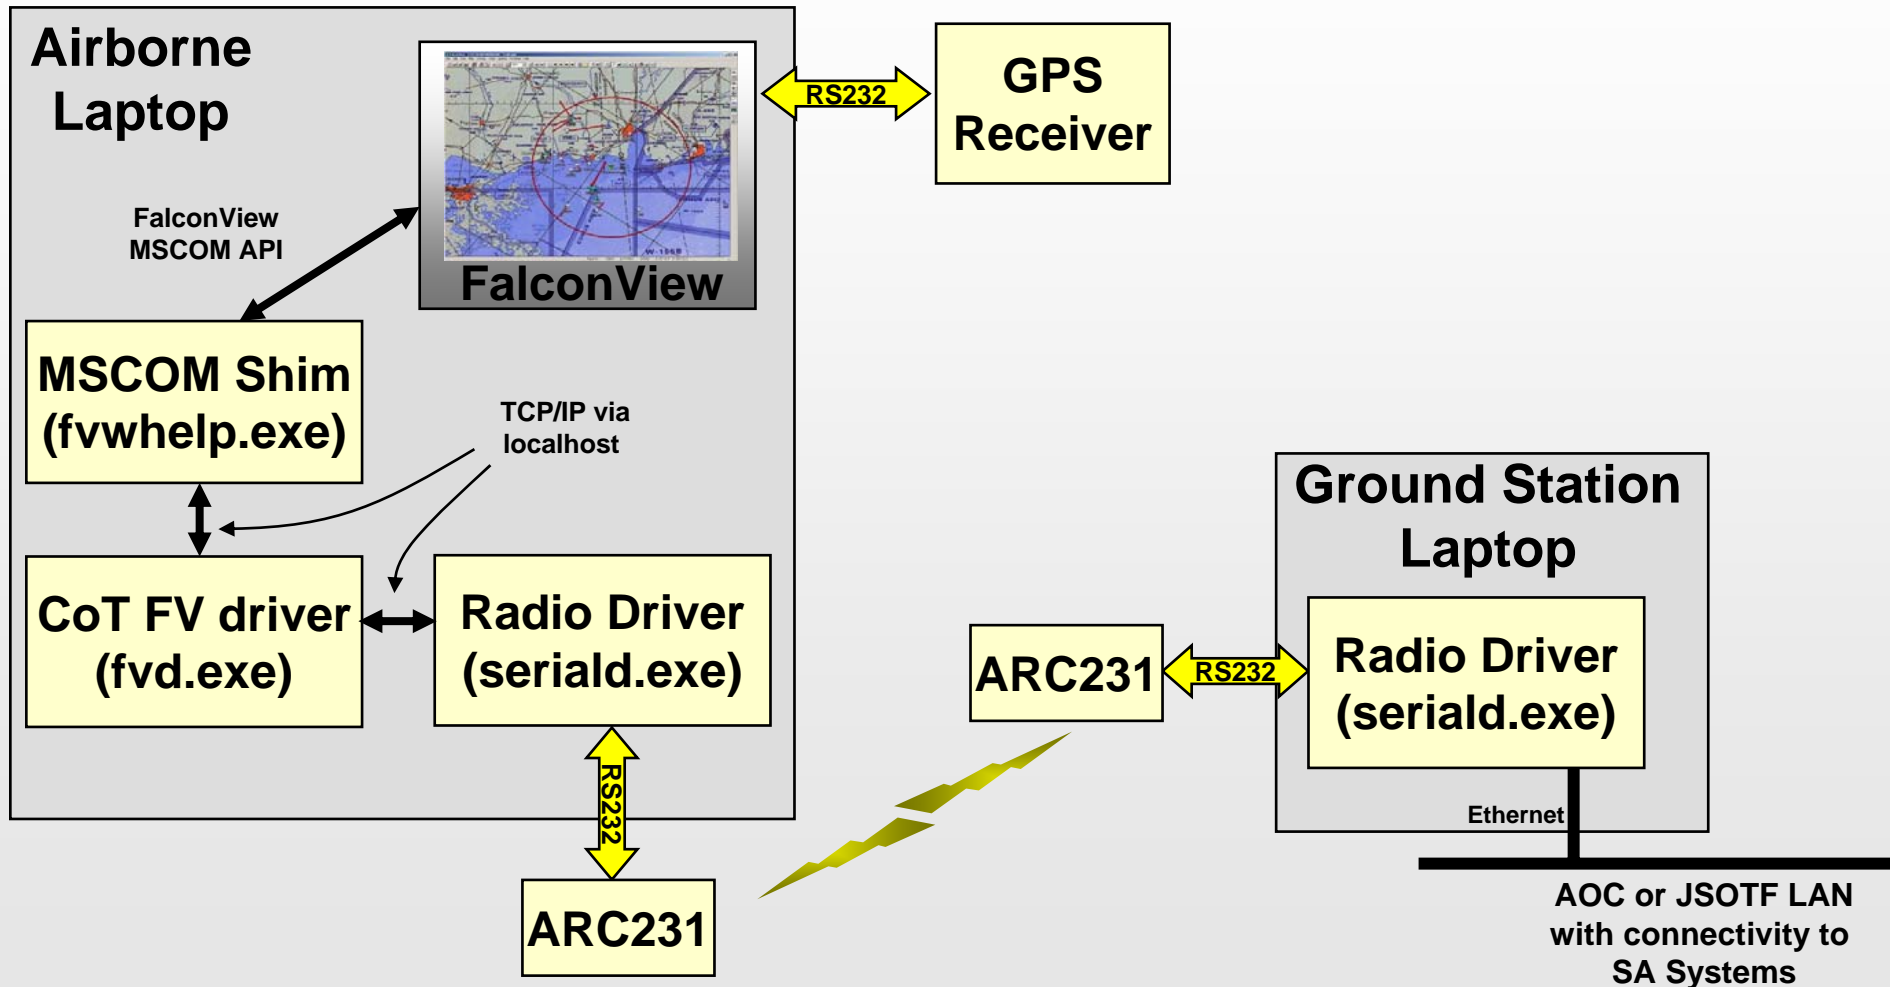 Airborne
Laptop
FalconView
MSCOM API
W-155B
FalconView
RS232
GPS
Receiver
MSCOM Shim
(fvwhelp.exe)
TCP/IP via
localhost
CoT FV driver
(fvd.exe)
Radio Driver
(seriald.exe)
RS232
ARC231
ARC231
RS232
Ground Station
Laptop
Radio Driver
(seriald.exe)
Ethernet
AOC or JSOTF LAN
with connectivity to
SA Systems